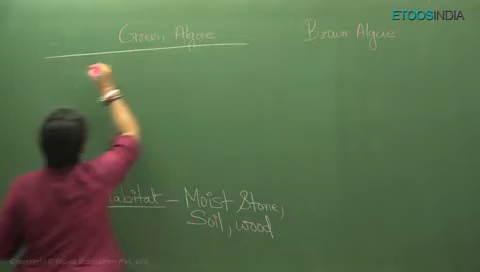 ETOOSINDIA
Green Algae
Brown Algae
Habitat - Moist Stone,
Soil, wood